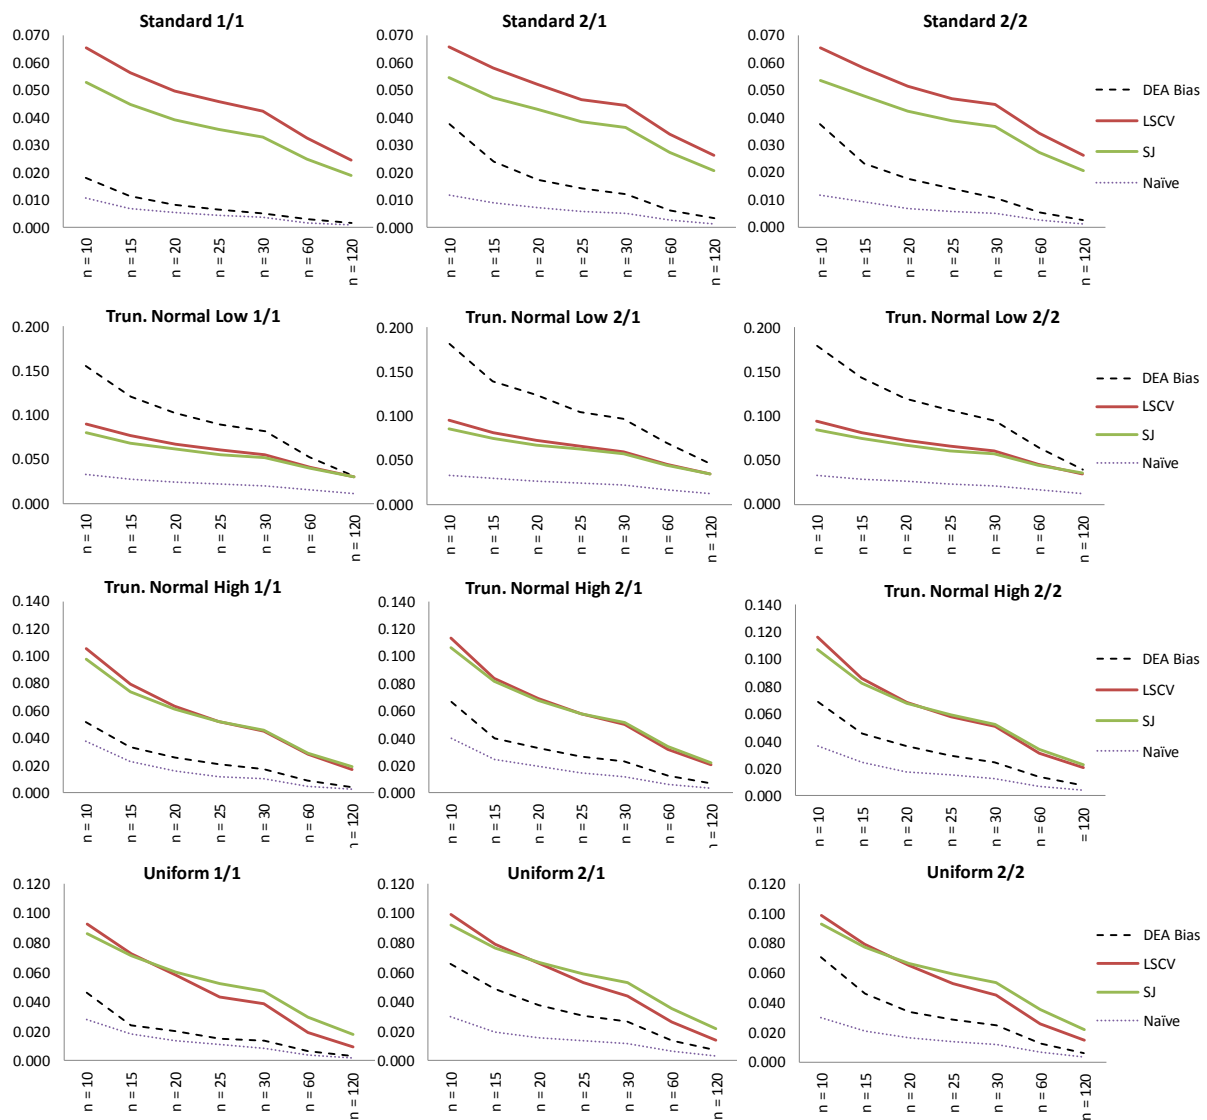 Standard 1/1
0.070
0.060
0.050
0.040
0.030
0.020
0.010
0.000
n = 10
n = 15
n = 20
n = 25
n = 30
n = 60
n = 120
Standard 2/1
0.070
0.060
0.050
0.040
0.030
0.020
0.010
0.000
n = 10
n = 15
n = 20
n = 25
n = 30
n = 60
n = 120
Standard 2/2
0.070
0.060
0.050
0.040
0.030
0.020
0.010
0.000
n = 10
n = 15
n = 20
n = 25
n = 30
n = 60
n = 120
DEA Bias
LSCV
SJ
Naïve
Trun. Normal Low 1/1
0.200
0.150
0.100
0.050
0.000
n = 10
n = 15
n = 20
n = 25
n = 30
n = 60
n = 120
Trun. Normal Low 2/1
0.200
0.150
0.100
0.050
0.000
n = 10
n = 15
n = 20
n = 25
n = 30
n = 60
n = 120
Trun. Normal Low 2/2
0.200
0.150
0.100
0.050
0.000
n = 10
n = 15
n = 20
n = 25
n = 30
n = 60
n = 120
DEA Bias
LSCV
SJ
Naïve
Trun. Normal High 1/1
0.140
0.120
0.100
0.080
0.060
0.040
0.020
0.000
n = 10
n = 15
n = 20
n = 25
n = 30
n = 60
= 120
Trun. Normal High 2/1
0.140
0.120
0.100
0.080
0.060
0.040
0.020
0.000
n = 10
n = 15
n = 20
n = 25
n = 30
n = 60
= 120
Trun. Normal High 2/2
0.140
0.120
0.100
0.080
0.060
0.040
0.020
0.000
n = 10
n = 15
n = 20
n = 25
n = 30
n = 60
= 120
DEA Bias
LSCV
SJ
Naïve
Uniform 1/1
0.120
0.100
0.080
0.060
0.040
0.020
0.000
n = 10
n = 15
n = 20
n = 25
n = 30
n = 60
n = 120
Uniform 2/1
0.120
0.100
0.080
0.060
0.040
0.020
0.000
n = 10
n = 15
n = 20
n = 25
n = 30
n = 60
n = 120
Uniform 2/2
0.120
0.100
0.080
0.060
0.040
0.020
0.000
n = 10
n = 15
n = 20
n = 25
n = 30
n = 60
n = 120
DEA Bias
LSCV
SJ
Naïve